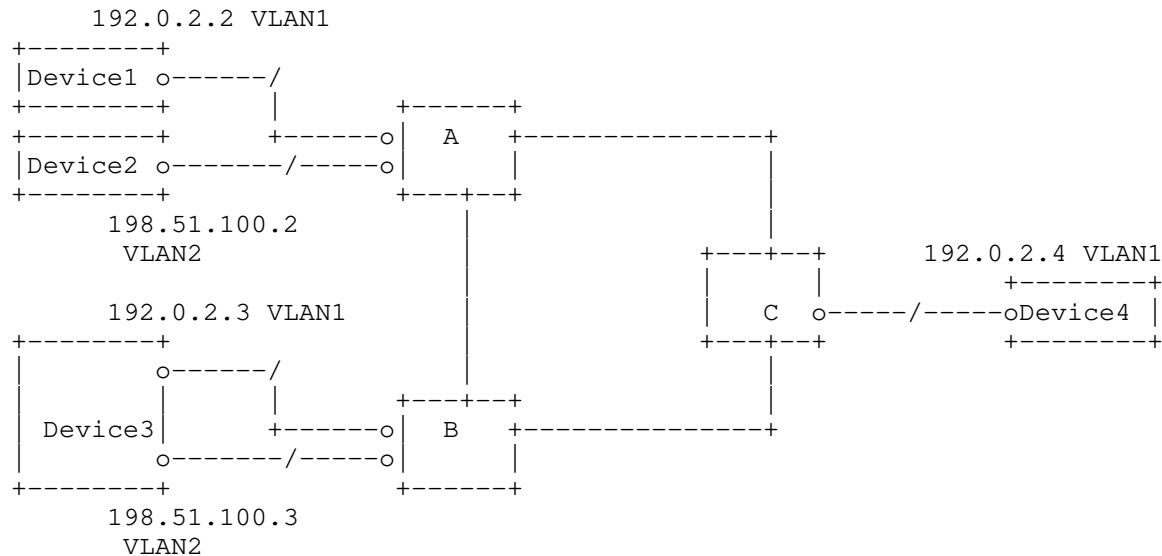 192.0.2.2 VLAN1
Device1
A
Device2
198.51.100.2
VLAN2
192.0.2.4 VLAN1
192.0.2.3 VLAN1
C
Device4
Device3
B
198.51.100.3
VLAN2